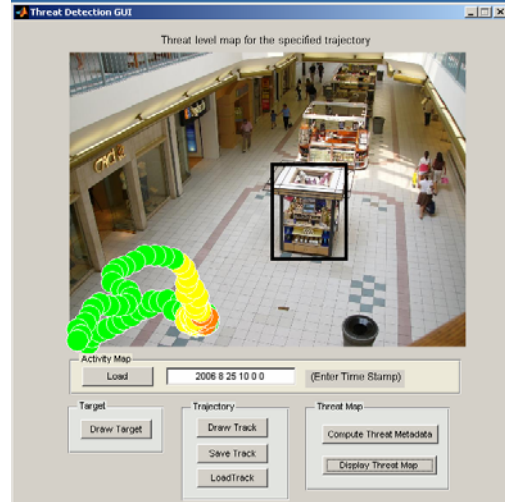 Threat Detection GUI
Threat level map for the specified trajectory
Activity Map
Load
2006 8 25 10 0 0
(Enter Time Stamp)
Target
Draw Target
Trajectory
Draw Track
Save Track
LoadTrack
Threat Map
Compute Threat Metadata
Display Threat Map